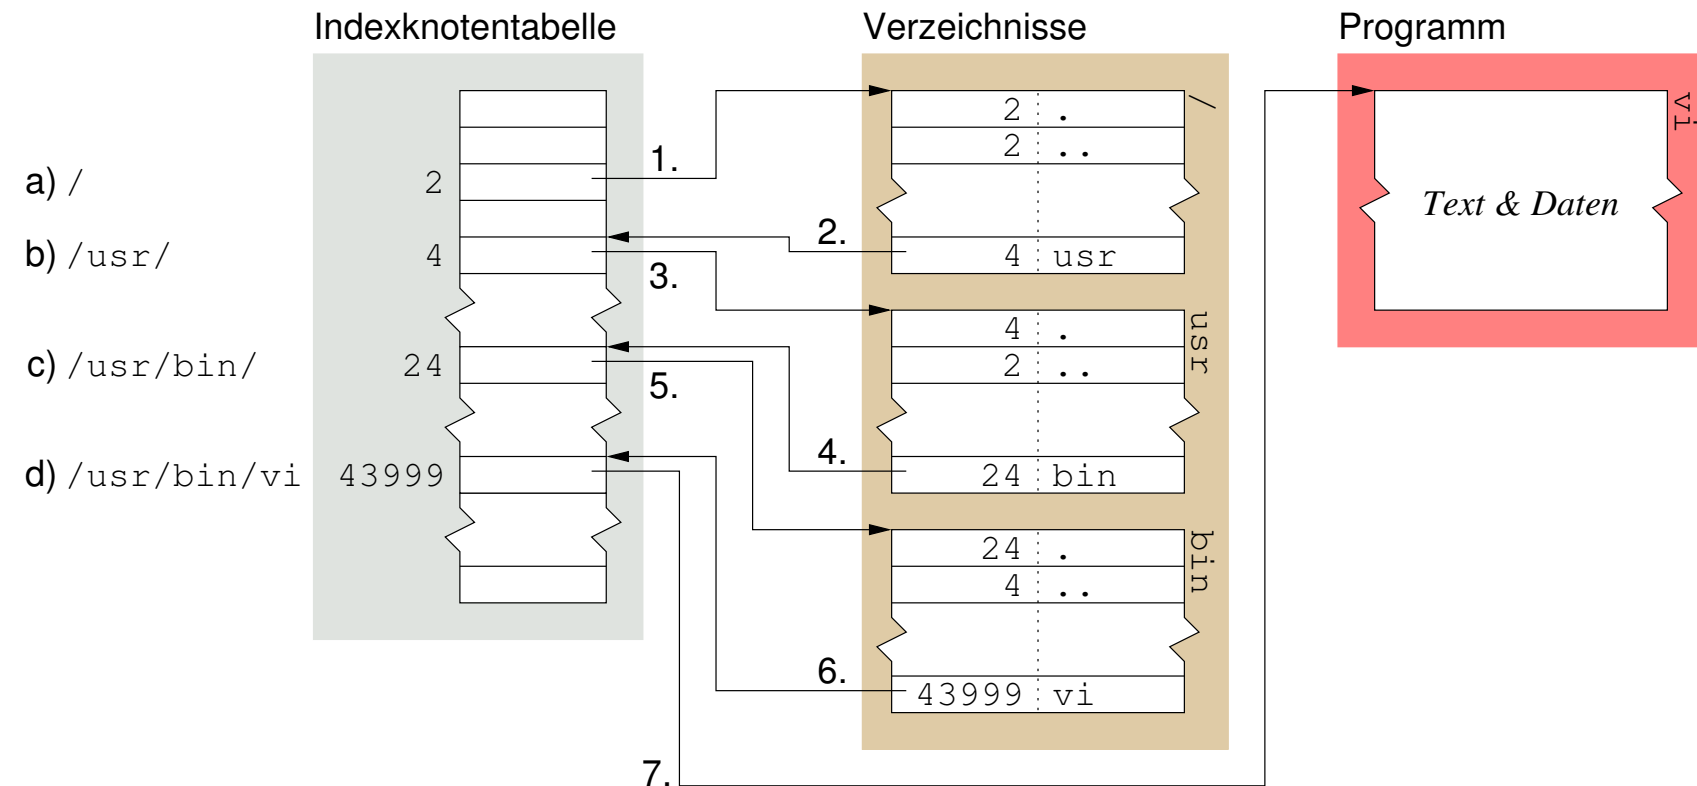 Indexknotentabelle
Verzeichnisse
Programm
a) /
b) /usr/
c) /usr/bin/
d) /usr/bin/vi
2
4
24
43999
1.
2.
3.
4.
5.
6.
7.
/
2 .
2 ..
4 usr
usr
4 .
2 ..
24 bin
bin
24 .
4 ..
43999 vi
vi
Text & Daten